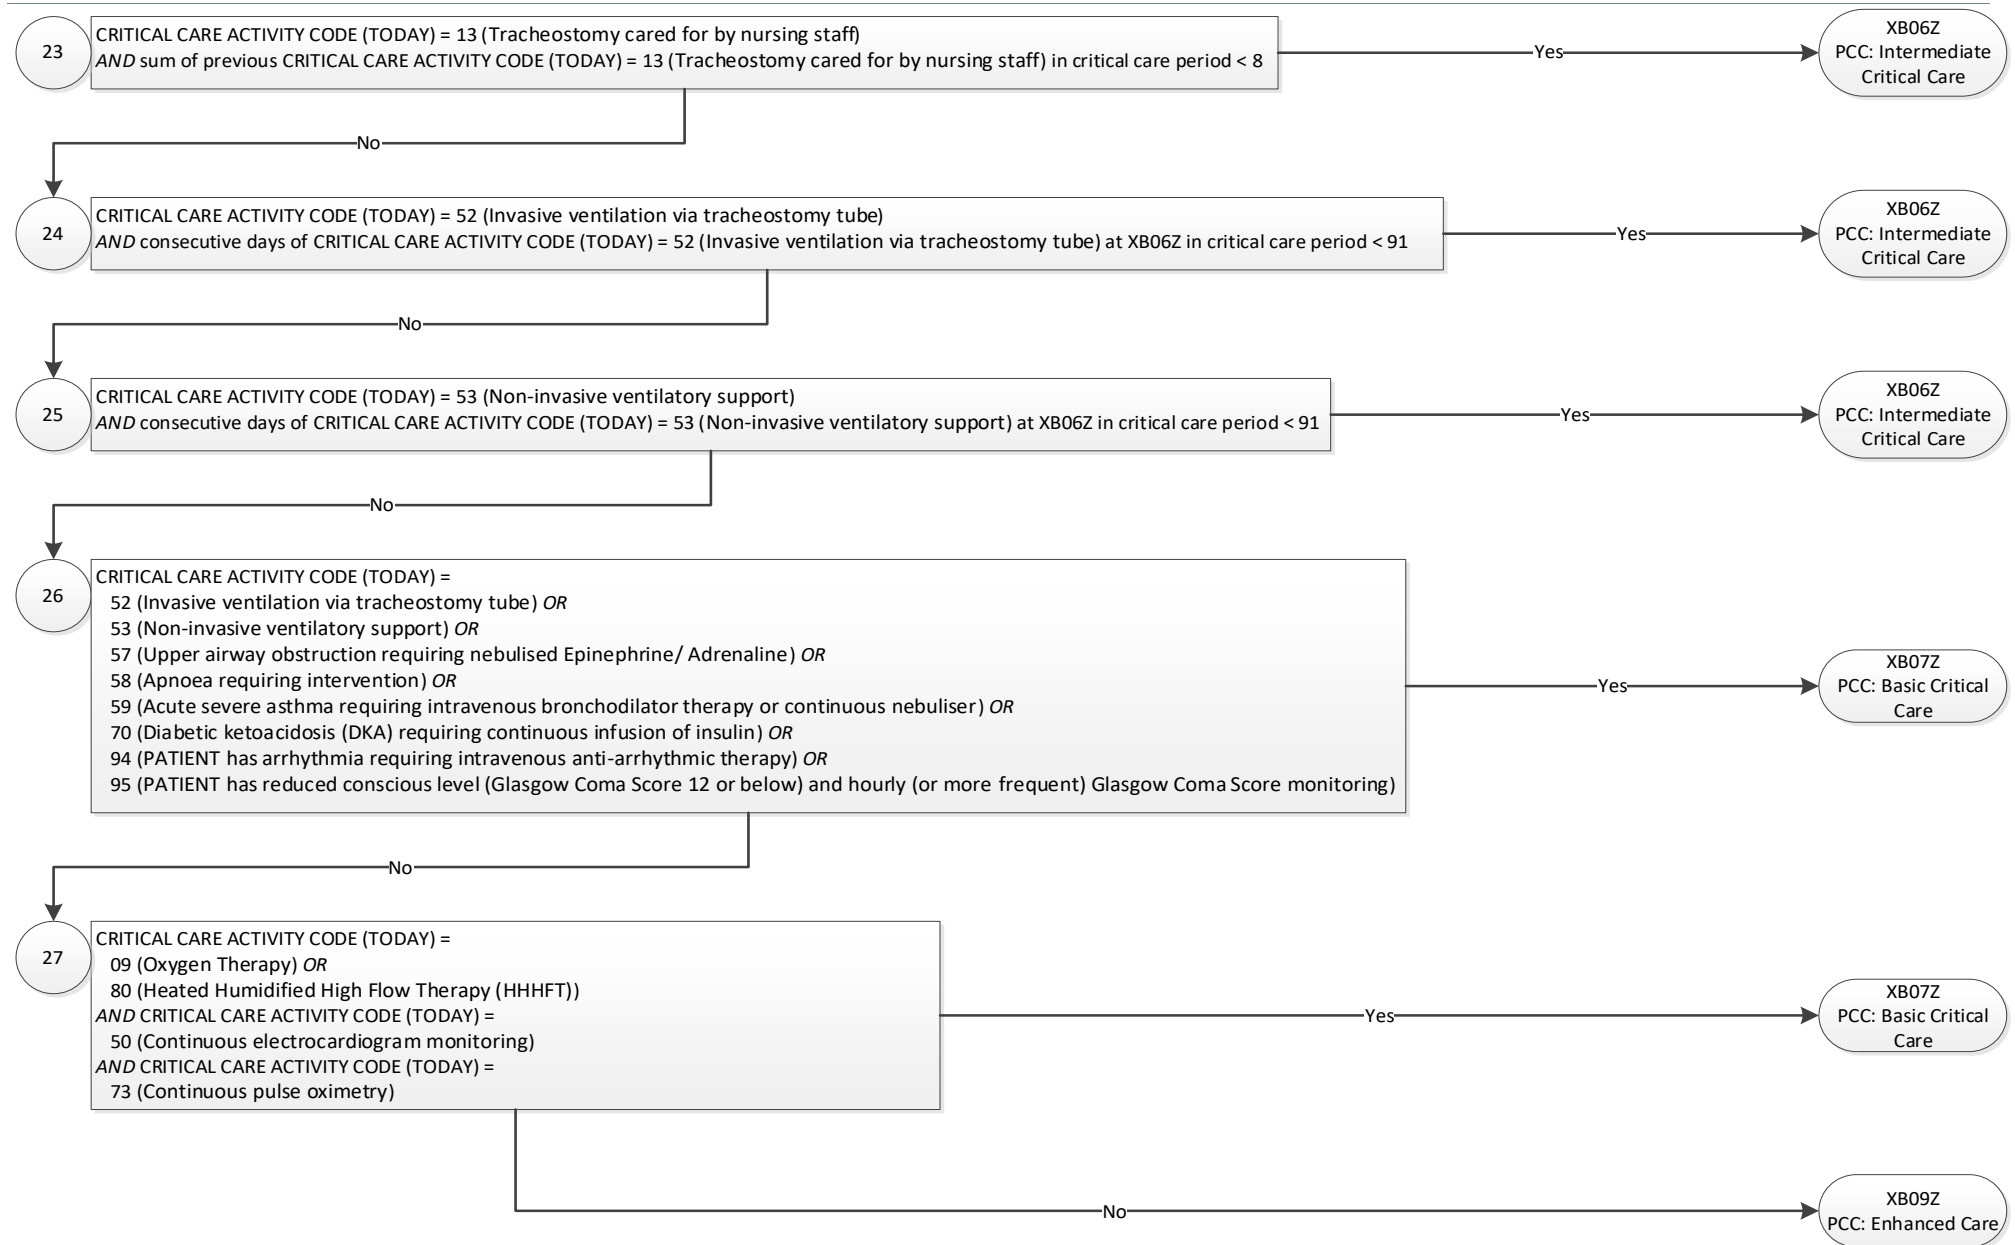 23
CRITICAL CARE ACTIVITY CODE (TODAY) = 13 (Tracheostomy cared for by nursing staff)
AND sum of previous CRITICAL CARE ACTIVITY CODE (TODAY) = 13 (Tracheostomy cared for by nursing staff) in critical care period < 8
Yes
XB06Z
PCC: Intermediate
Critical Care
No
24
CRITICAL CARE ACTIVITY CODE (TODAY) = 52 (Invasive ventilation via tracheostomy tube)
AND consecutive days of CRITICAL CARE ACTIVITY CODE (TODAY) = 52 (Invasive ventilation via tracheostomy tube) at XB06Z in critical care period < 91
Yes
XB06Z
PCC: Intermediate
Critical Care
No
25
CRITICAL CARE ACTIVITY CODE (TODAY) = 53 (Non-invasive ventilatory support)
AND consecutive days of CRITICAL CARE ACTIVITY CODE (TODAY) = 53 (Non-invasive ventilatory support) at XB06Z in critical care period < 91
Yes
XB06Z
PCC: Intermediate
Critical Care
No
26
CRITICAL CARE ACTIVITY CODE (TODAY) =
52 (Invasive ventilation via tracheostomy tube) OR
53 (Non-invasive ventilatory support) OR
57 (Upper airway obstruction requiring nebulised Epinephrine/ Adrenaline) OR
58 (Apnoea requiring intervention) OR
59 (Acute severe asthma requiring intravenous bronchodilator therapy or continuous nebuliser) OR
70 (Diabetic ketoacidosis (DKA) requiring continuous infusion of insulin) OR
94 (PATIENT has arrhythmia requiring intravenous anti-arrhythmic therapy) OR
95 (PATIENT has reduced conscious level (Glasgow Coma Score 12 or below) and hourly (or more frequent) Glasgow Coma Score monitoring)
Yes
XB07Z
PCC: Basic Critical
Care
No
27
CRITICAL CARE ACTIVITY CODE (TODAY) =
09 (Oxygen Therapy) OR
80 (Heated Humidified High Flow Therapy (HHHFT))
AND CRITICAL CARE ACTIVITY CODE (TODAY) =
50 (Continuous electrocardiogram monitoring)
AND CRITICAL CARE ACTIVITY CODE (TODAY) =
73 (Continuous pulse oximetry)
Yes
XB07Z
PCC: Basic Critical
Care
No
XB09Z
PCC: Enhanced Care